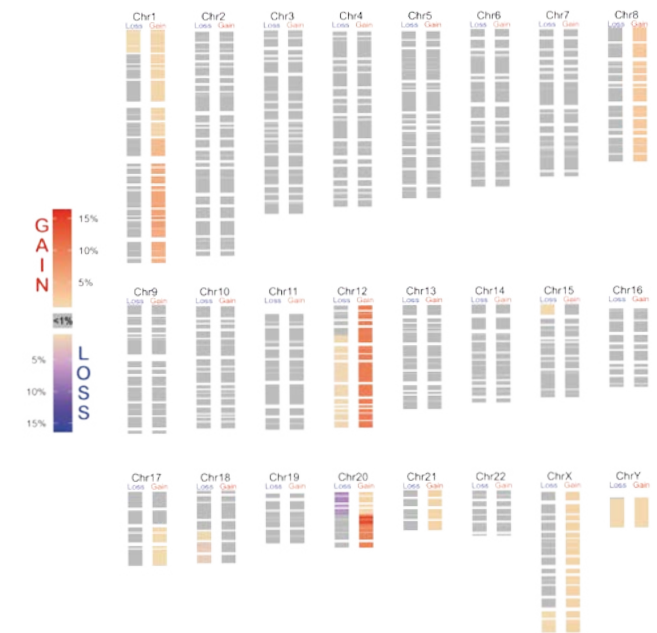 Chr1 Chr2 Chr3 Chr4 Chr5 Chr6 Chr7 Chr8
Loss Gain Loss Gain Loss Gain Loss Gain Loss Gain Loss Gain Loss Gain Loss Gain
GAIN
15%
10%
5%
<1%
5%
10%
15%
LOSS
Chr9 Chr10 Chr11 Chr12 Chr13 Chr14 Chr15 Chr16
Loss Gain Loss Gain Loss Gain Loss Gain Loss Gain Loss Gain Loss Gain Loss Gain
Chr17 Chr18 Chr19 Chr20 Chr21 Chr22 ChrX ChrY
Loss Gain Loss Gain Loss Gain Loss Gain Loss Gain Loss Gain Loss Gain Loss Gain